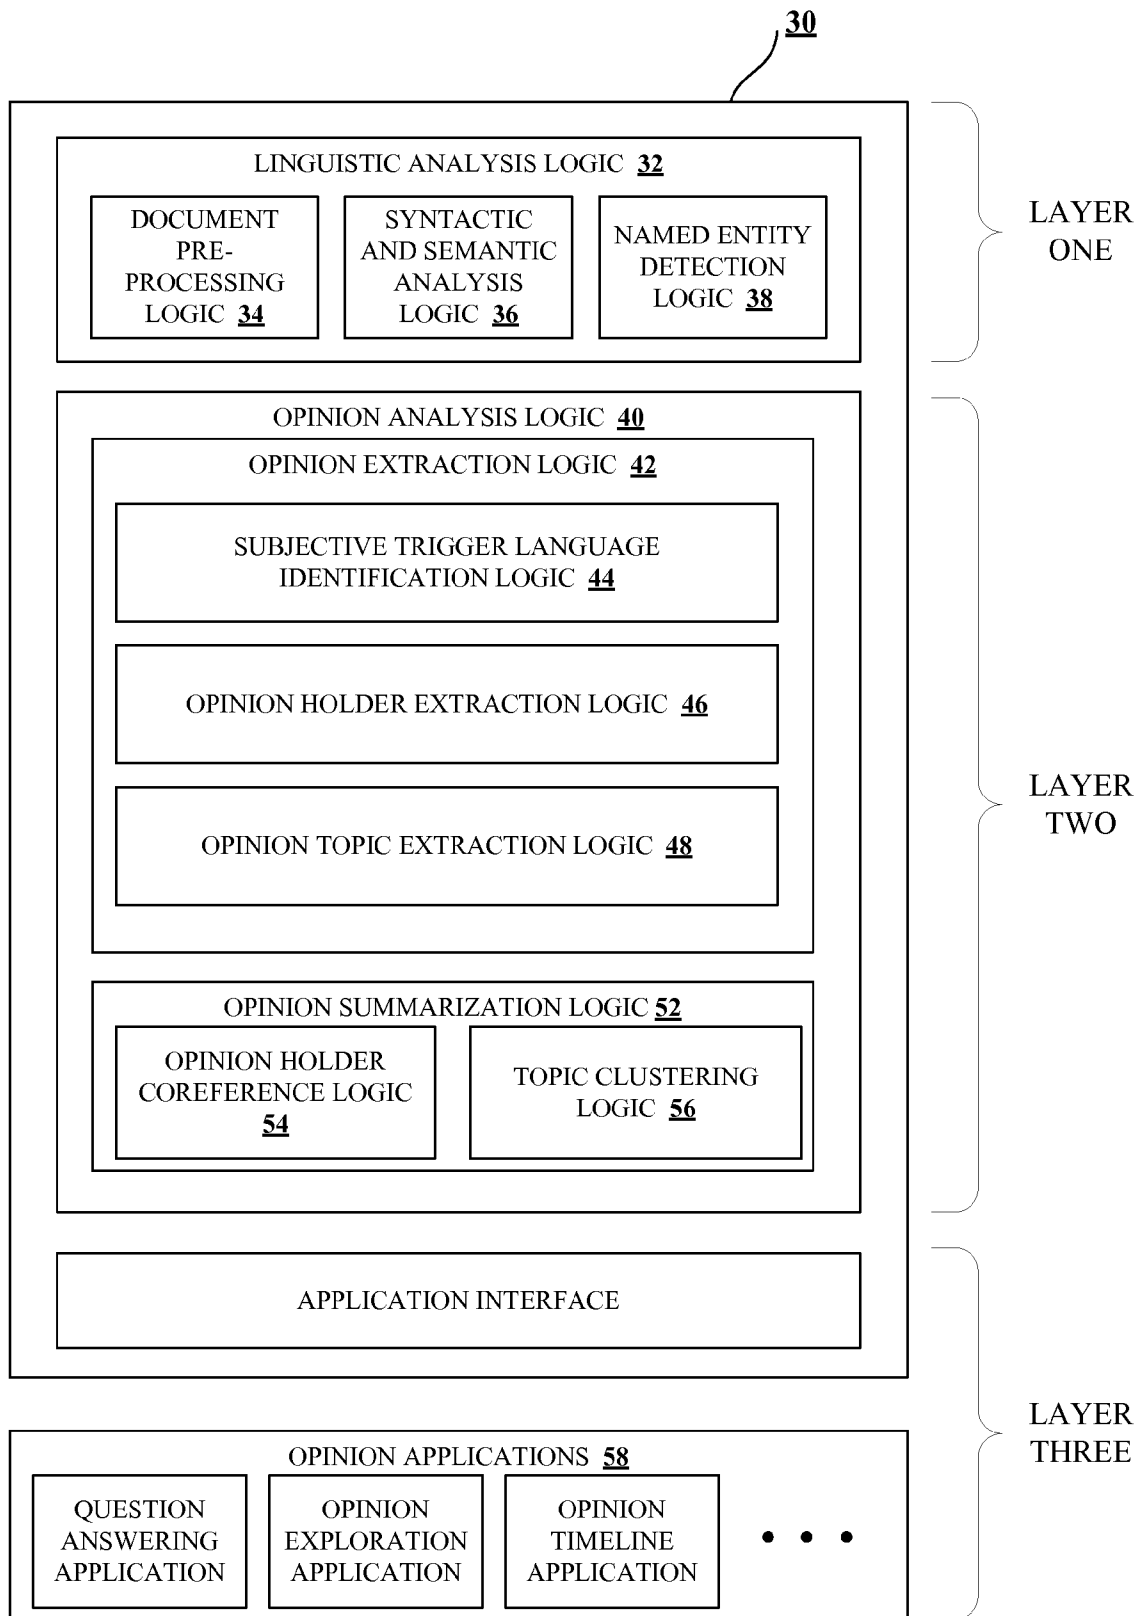 30
LINGUISTIC ANALYSIS LOGIC 32
DOCUMENT
PRE-
PROCESSING
LOGIC 34
SYNTACTIC
AND SEMANTIC
ANALYSIS
LOGIC 36
NAMED ENTITY
DETECTION
LOGIC 38
LAYER
ONE
OPINION ANALYSIS LOGIC 40
OPINION EXTRACTION LOGIC 42
SUBJECTIVE TRIGGER LANGUAGE
IDENTIFICATION LOGIC 44
OPINION HOLDER EXTRACTION LOGIC 46
OPINION TOPIC EXTRACTION LOGIC 48
OPINION SUMMARIZATION LOGIC 52
OPINION HOLDER
COREFERENCE LOGIC
54
TOPIC CLUSTERING
LOGIC 56
LAYER
TWO
APPLICATION INTERFACE
OPINION APPLICATIONS 58
QUESTION
ANSWERING
APPLICATION
OPINION
EXPLORATION
APPLICATION
OPINION
TIMELINE
APPLICATION
• • •
LAYER
THREE